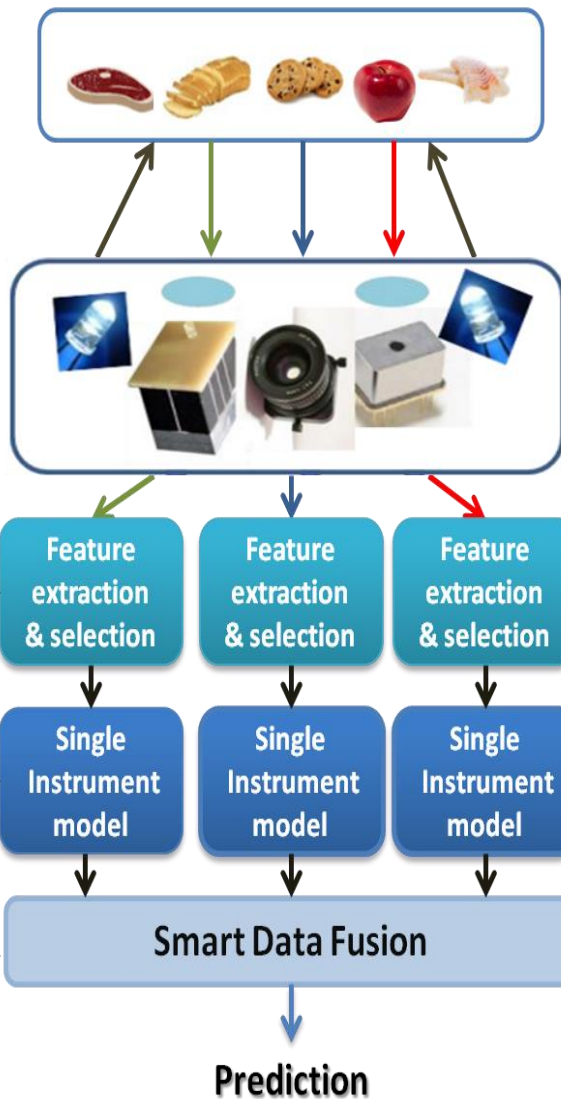 Feature
extraction
& selection
Feature
extraction
& selection
Feature
extraction
& selection
Single
Instrument
model
Single
Instrument
model
Single
Instrument
model
Smart Data Fusion
Prediction